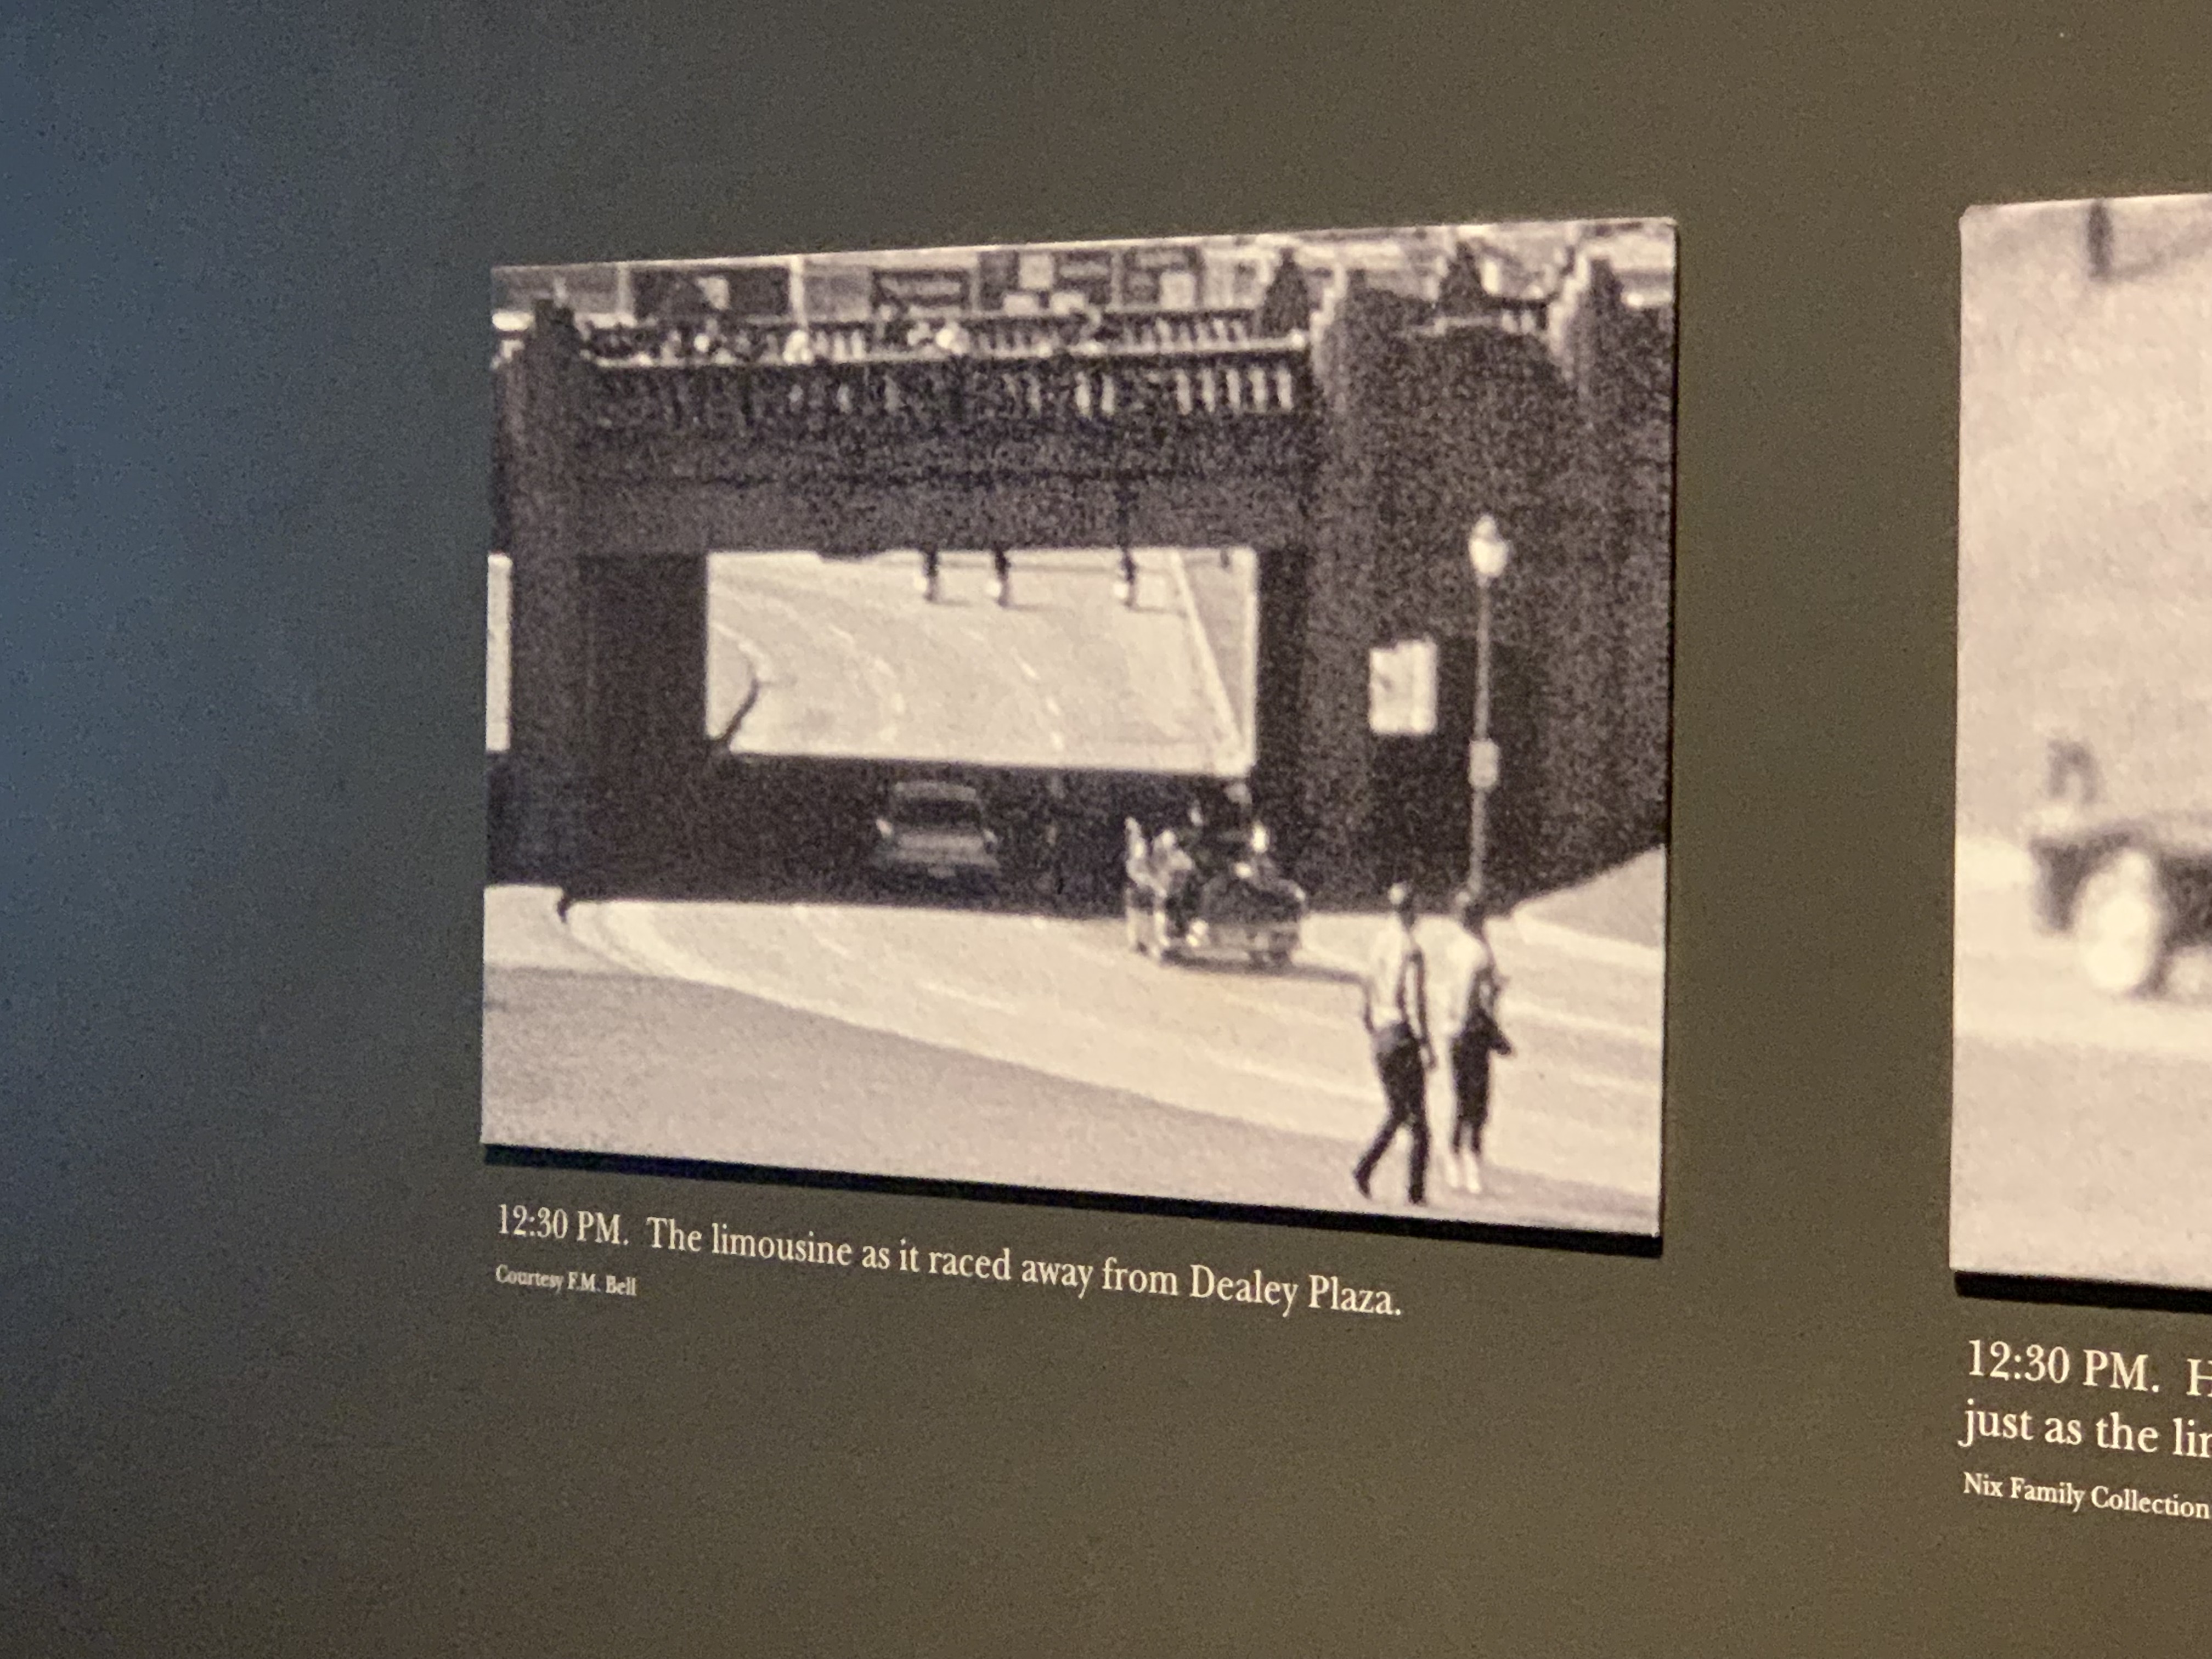 12:30 PM. The limousine as it raced away from Dealey Plaza.
Courtesy F.M. Bell
12:30 PM.
just as the
Nix Family Collection